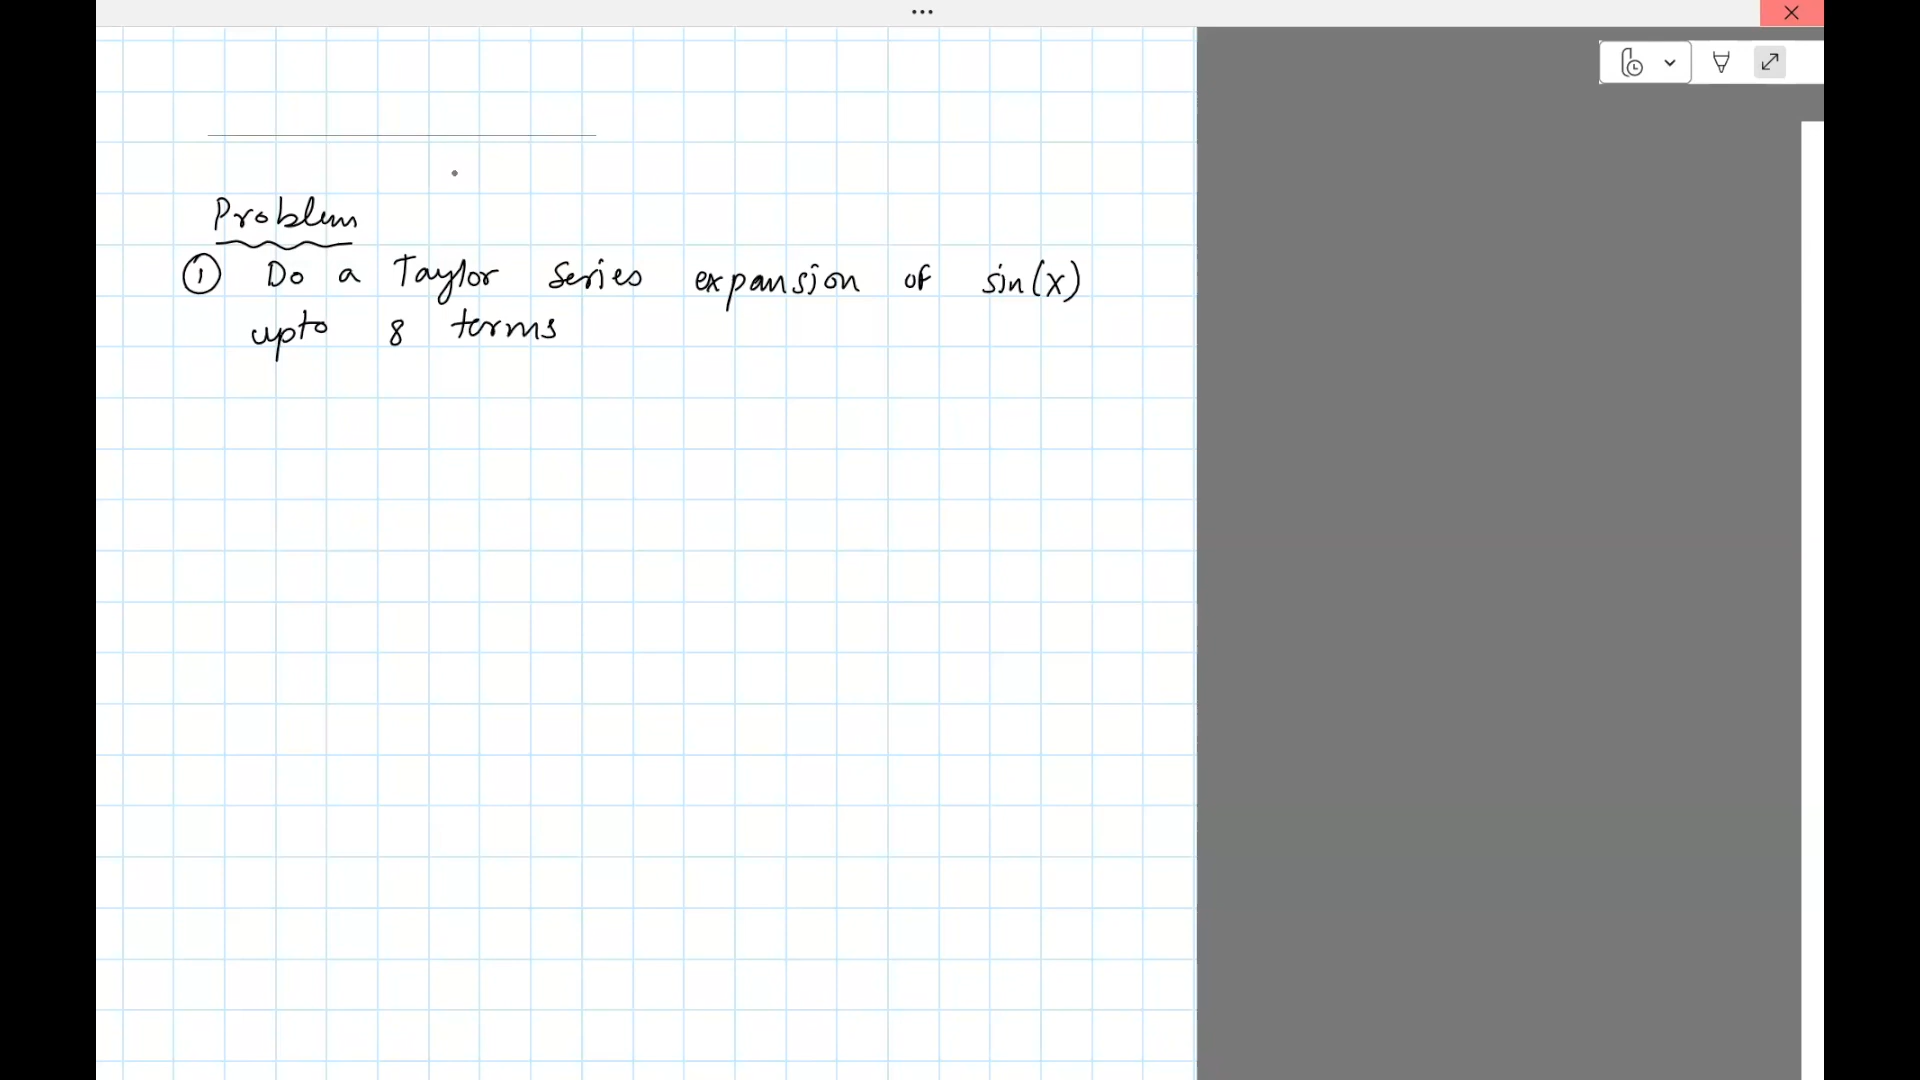 Problem
① Do a Taylor Series expansion of sin(x)
upto 8 terms